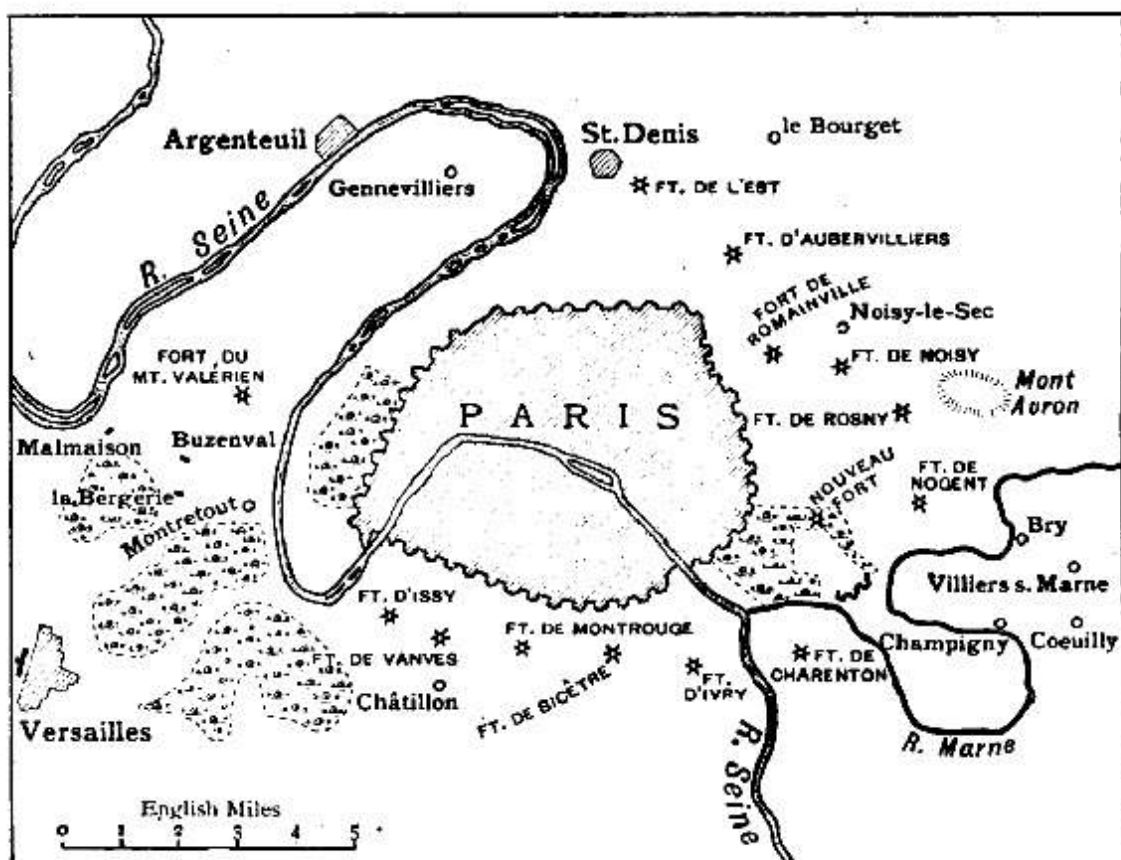 Argenteuil
St. Denis
le Bourget
Gennevilliers
FT. DE L'EST
R. Seine
FT. D'AUBERVILLIERS
FORT DE
ROMAINVILLE
Noisy-le-Sec
FORT DU
MT. VALÉRIEN
FT. DE NOISY
Mont
Avron
PARIS
FT. DE ROSNY
Malmaison
Buzenval
la Bergerie
Montretout
NOUVEAU
FORT
FT. DE
NOGENT
Bry
Villiers s. Marne
FT. D'ISSY
FT. DE VANVES
FT. DE MONTROUGE
Champigny
Coeuilly
FT. DE
CHARENTON
Châtillon
FT. DE BICÊTRE
FT.
D'IVRY
Versailles
R. Seine
R. Marne
English Miles
0 1 2 3 4 5